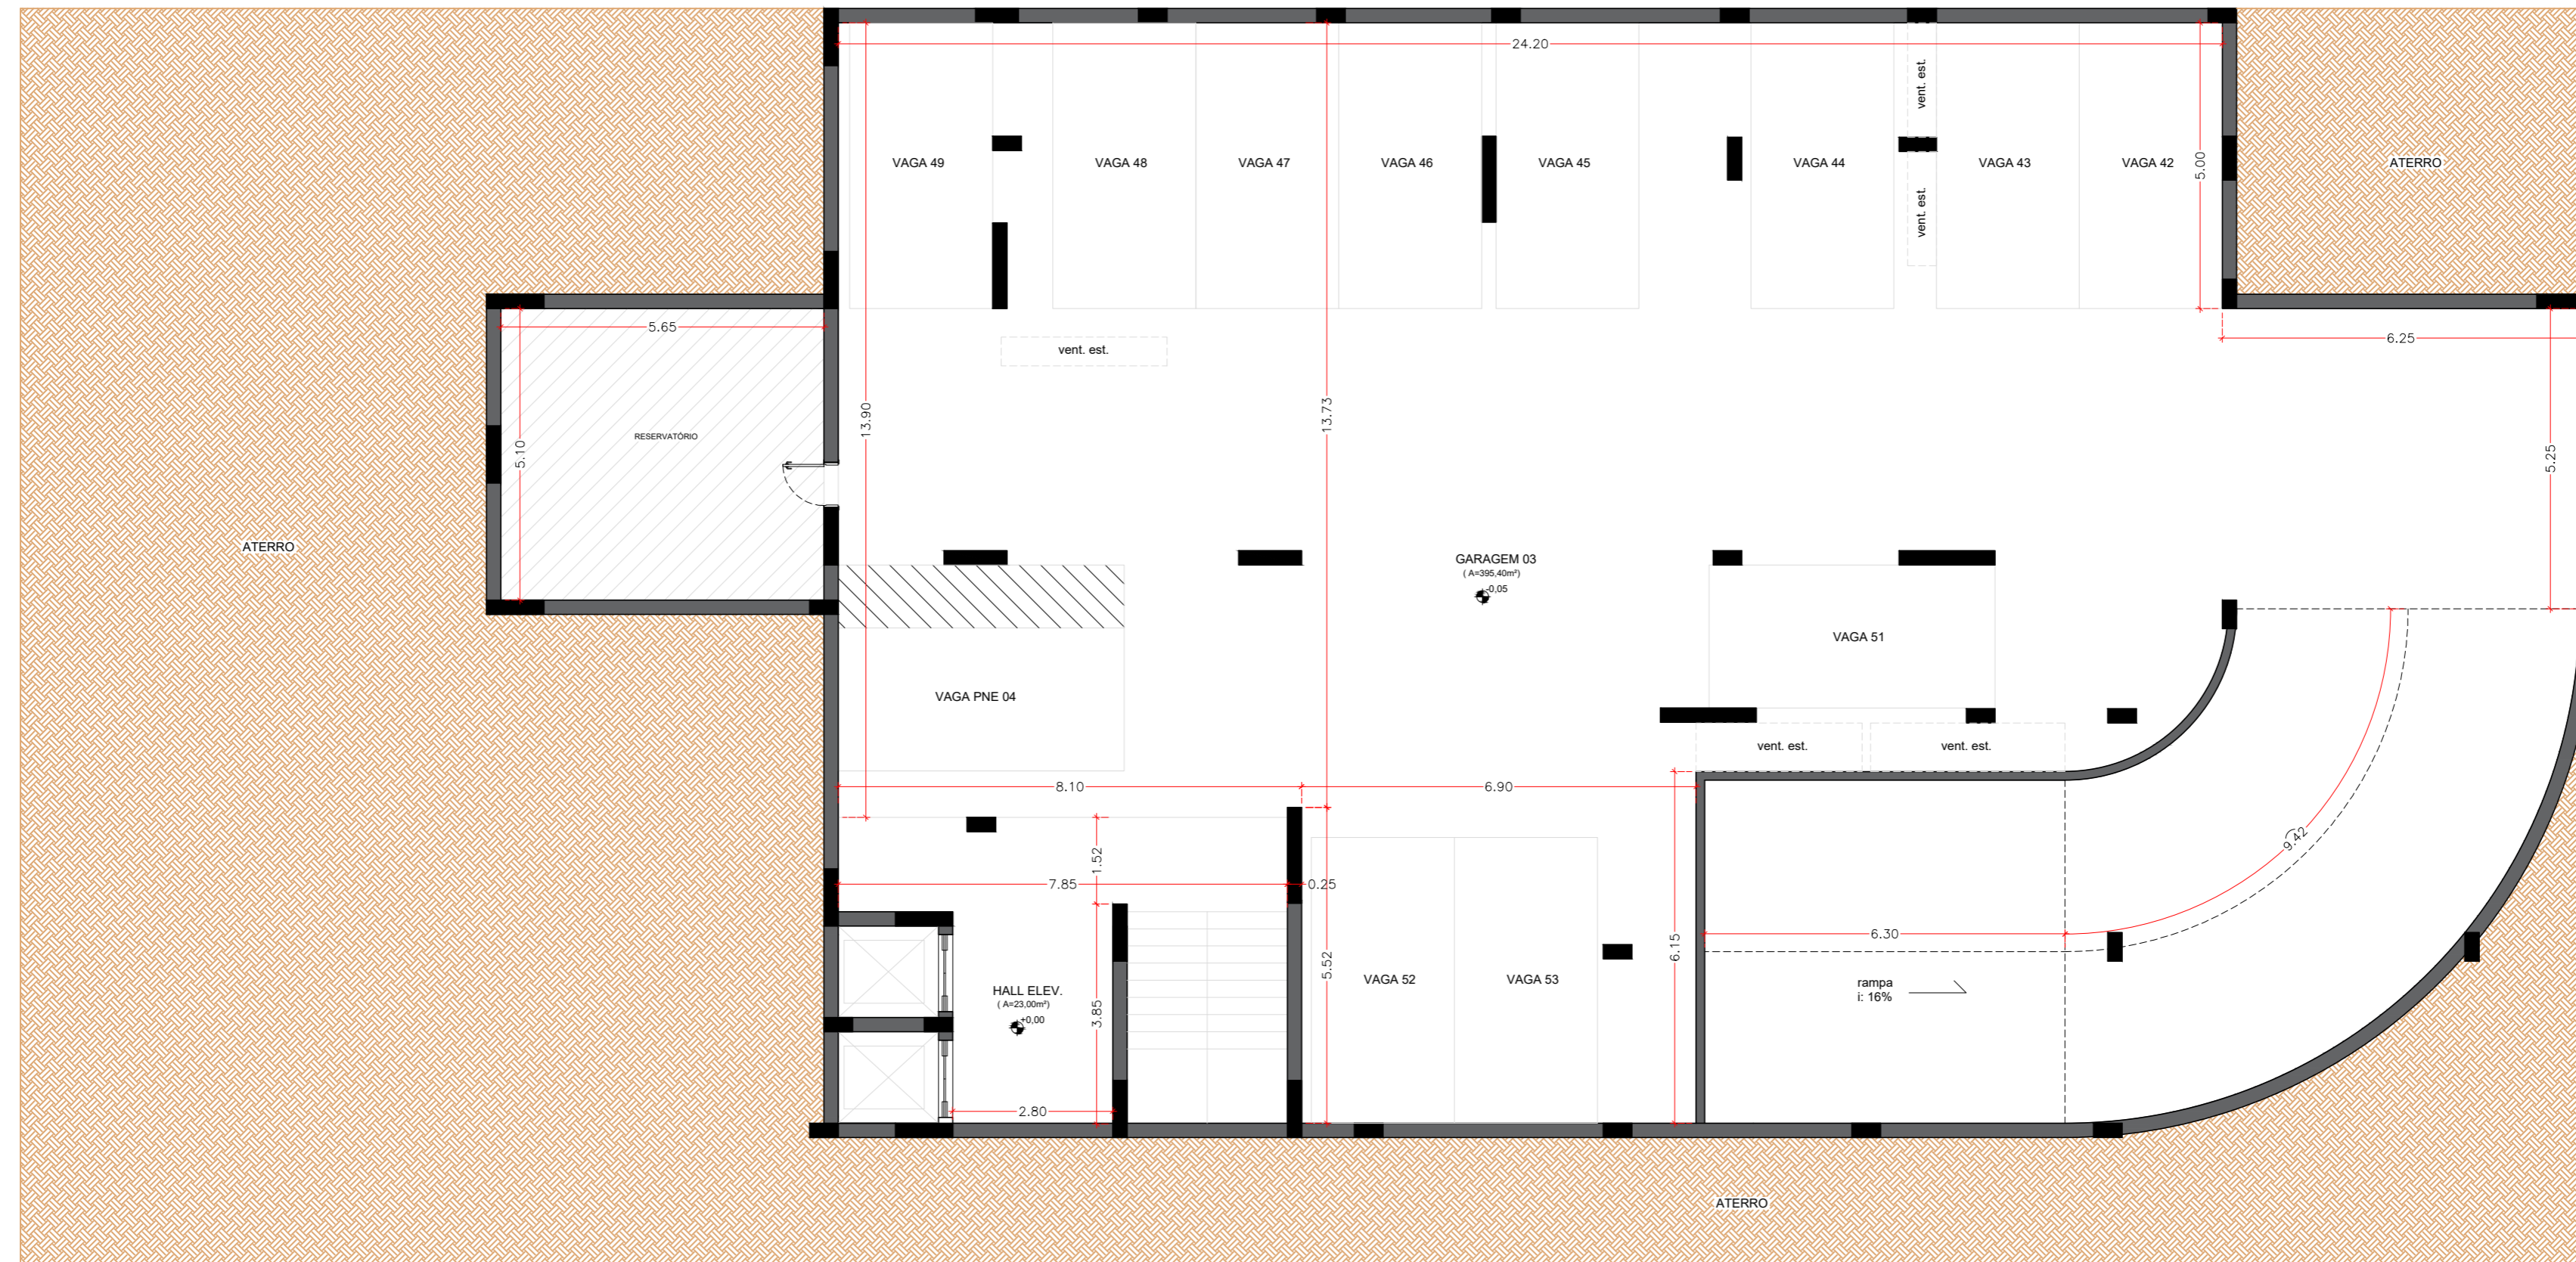 24.20
vent. est.
VAGA 49
VAGA 48
VAGA 47
VAGA 46
VAGA 45
VAGA 44
VAGA 43
VAGA 42
5.00
ATERRO
vent. est.
5.65
6.25
vent. est.
13.90
13.73
RESERVATÓRIO
5.10
5.25
ATERRO
GARAGEM 03
( A=395,40m²)
-0,05
VAGA 51
VAGA PNE 04
vent. est.
vent. est.
8.10
6.90
9.42
1.52
7.85
0.25
6.30
6.15
5.52
VAGA 52
VAGA 53
rampa
i: 16%
HALL ELEV.
( A=23,00m²)
+0,00
3.85
2.80
ATERRO